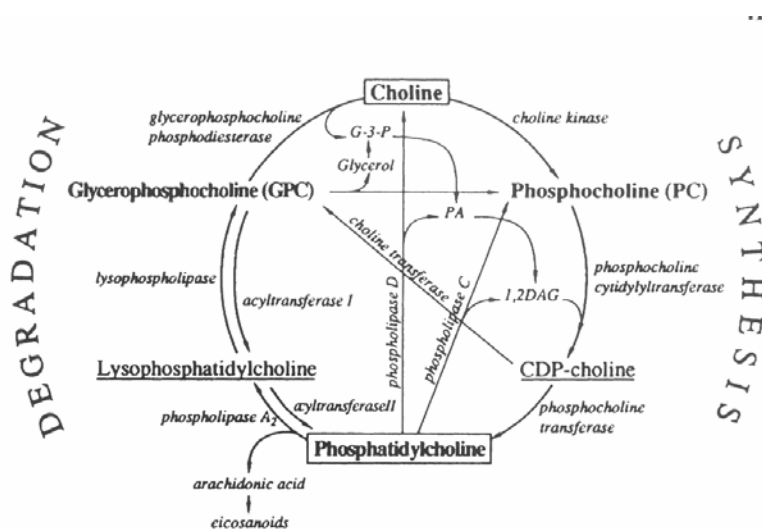 Choline
glycerophosphocholine
phosphodiesterase
choline kinase
G-3-P
Glycerol
Glycerophosphocholine (GPC)
Phosphocholine (PC)
PA
choline transferase
lysophospholipase
acyltransferase I
phospholipase D
phospholipase C
1,2DAG
phosphocholine
cytidylyltransferase
Lysophosphatidylcholine
CDP-choline
phospholipase A2
acyltransferaseII
phosphocholine
transferase
Phosphatidylcholine
arachidonic acid
eicosanoids
DEGRADATION
SYNTHESIS